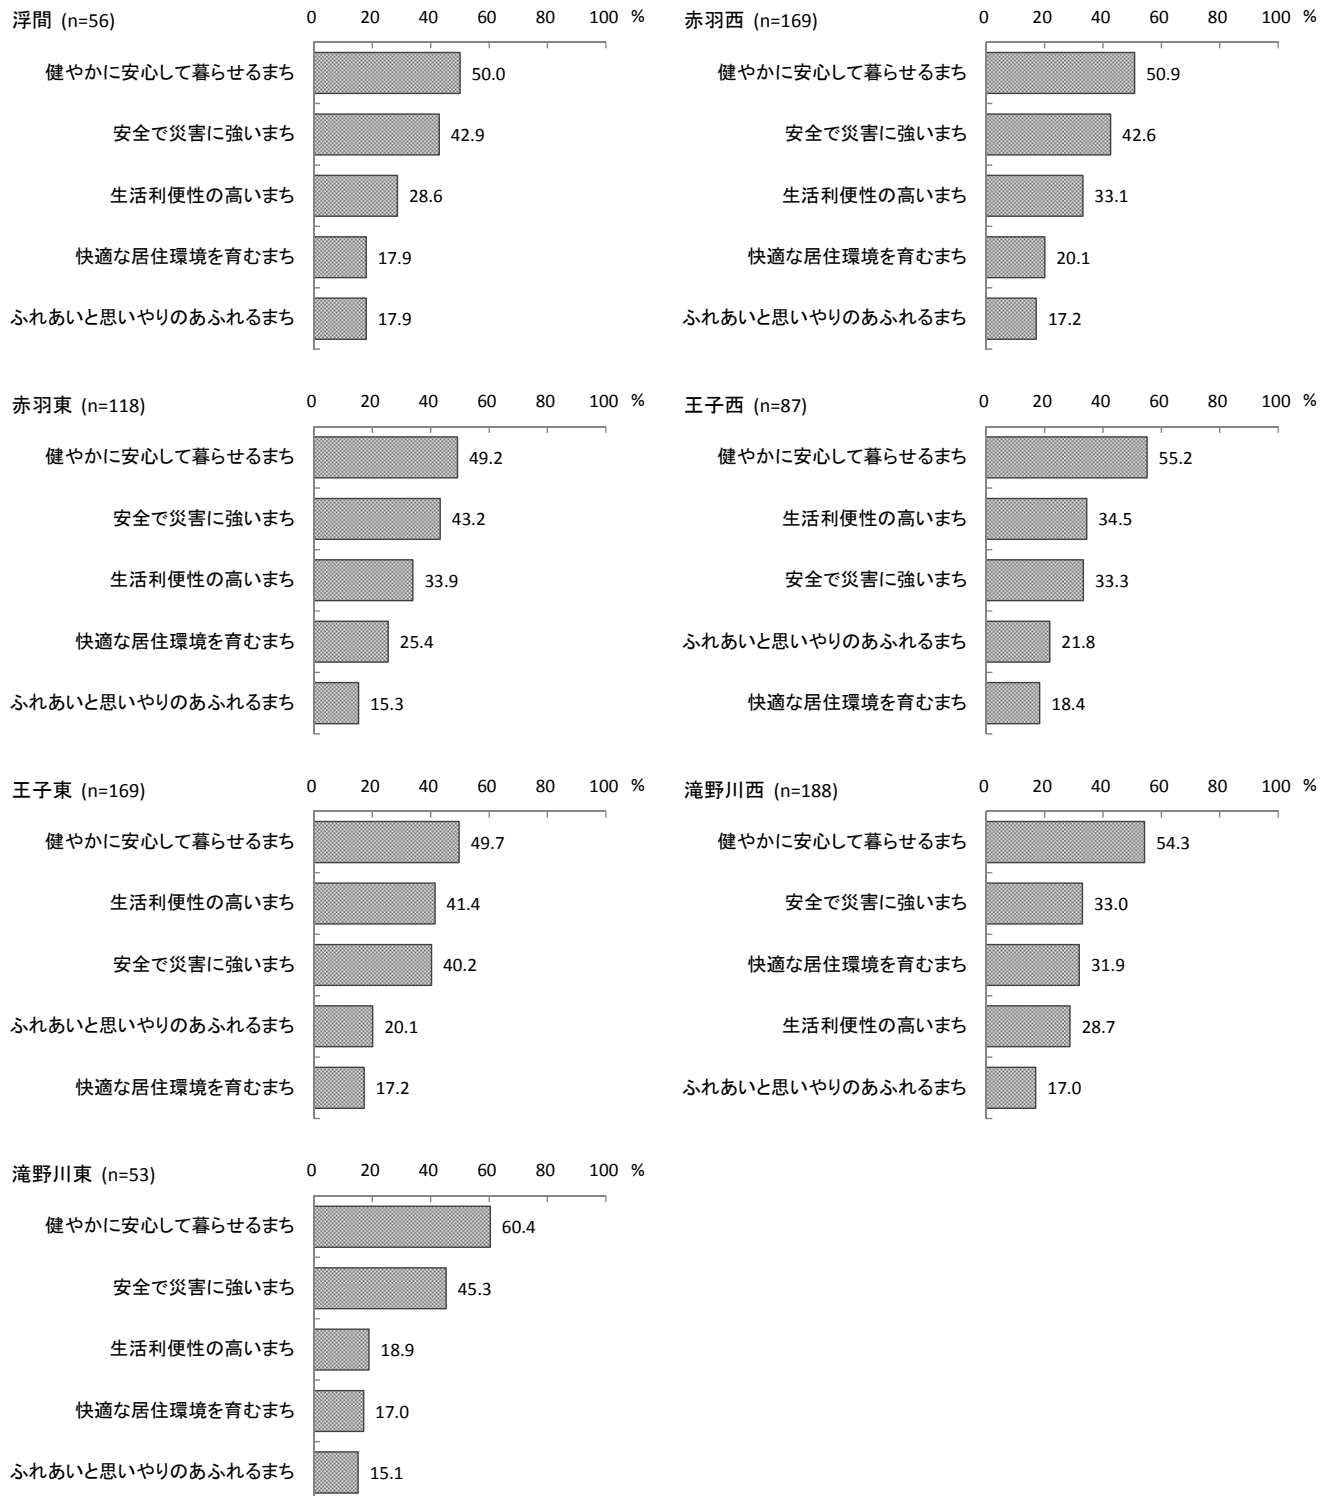 浮間 (n=56)
0 20 40 60 80 100 %
健やかに安心して暮らせるまち 50.0
安全で災害に強いまち 42.9
生活利便性の高いまち 28.6
快適な居住環境を育むまち 17.9
ふれあいと思いやりのあふれるまち 17.9
赤羽西 (n=169)
0 20 40 60 80 100 %
健やかに安心して暮らせるまち 50.9
安全で災害に強いまち 42.6
生活利便性の高いまち 33.1
快適な居住環境を育むまち 20.1
ふれあいと思いやりのあふれるまち 17.2
赤羽東 (n=118)
0 20 40 60 80 100 %
健やかに安心して暮らせるまち 49.2
安全で災害に強いまち 43.2
生活利便性の高いまち 33.9
快適な居住環境を育むまち 25.4
ふれあいと思いやりのあふれるまち 15.3
王子西 (n=87)
0 20 40 60 80 100 %
健やかに安心して暮らせるまち 55.2
生活利便性の高いまち 34.5
安全で災害に強いまち 33.3
ふれあいと思いやりのあふれるまち 21.8
快適な居住環境を育むまち 18.4
王子東 (n=169)
0 20 40 60 80 100 %
健やかに安心して暮らせるまち 49.7
生活利便性の高いまち 41.4
安全で災害に強いまち 40.2
ふれあいと思いやりのあふれるまち 20.1
快適な居住環境を育むまち 17.2
滝野川西 (n=188)
0 20 40 60 80 100 %
健やかに安心して暮らせるまち 54.3
安全で災害に強いまち 33.0
快適な居住環境を育むまち 31.9
生活利便性の高いまち 28.7
ふれあいと思いやりのあふれるまち 17.0
滝野川東 (n=53)
0 20 40 60 80 100 %
健やかに安心して暮らせるまち 60.4
安全で災害に強いまち 45.3
生活利便性の高いまち 18.9
快適な居住環境を育むまち 17.0
ふれあいと思いやりのあふれるまち 15.1